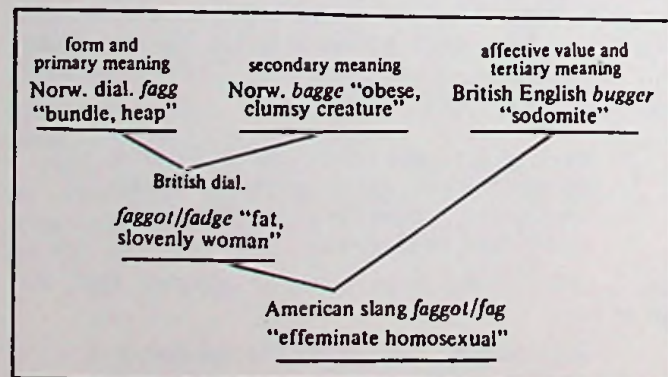 form and
primary meaning
Norw. dial. fagg
“bundle, heap”
secondary meaning
Norw. bagge “obese,
clumsy creature”
affective value and
tertiary meaning
British English bugger
“sodomite”
British dial.
faggot/fadge “fat,
slovenly woman”
American slang faggot/fag
“effeminate homosexual”